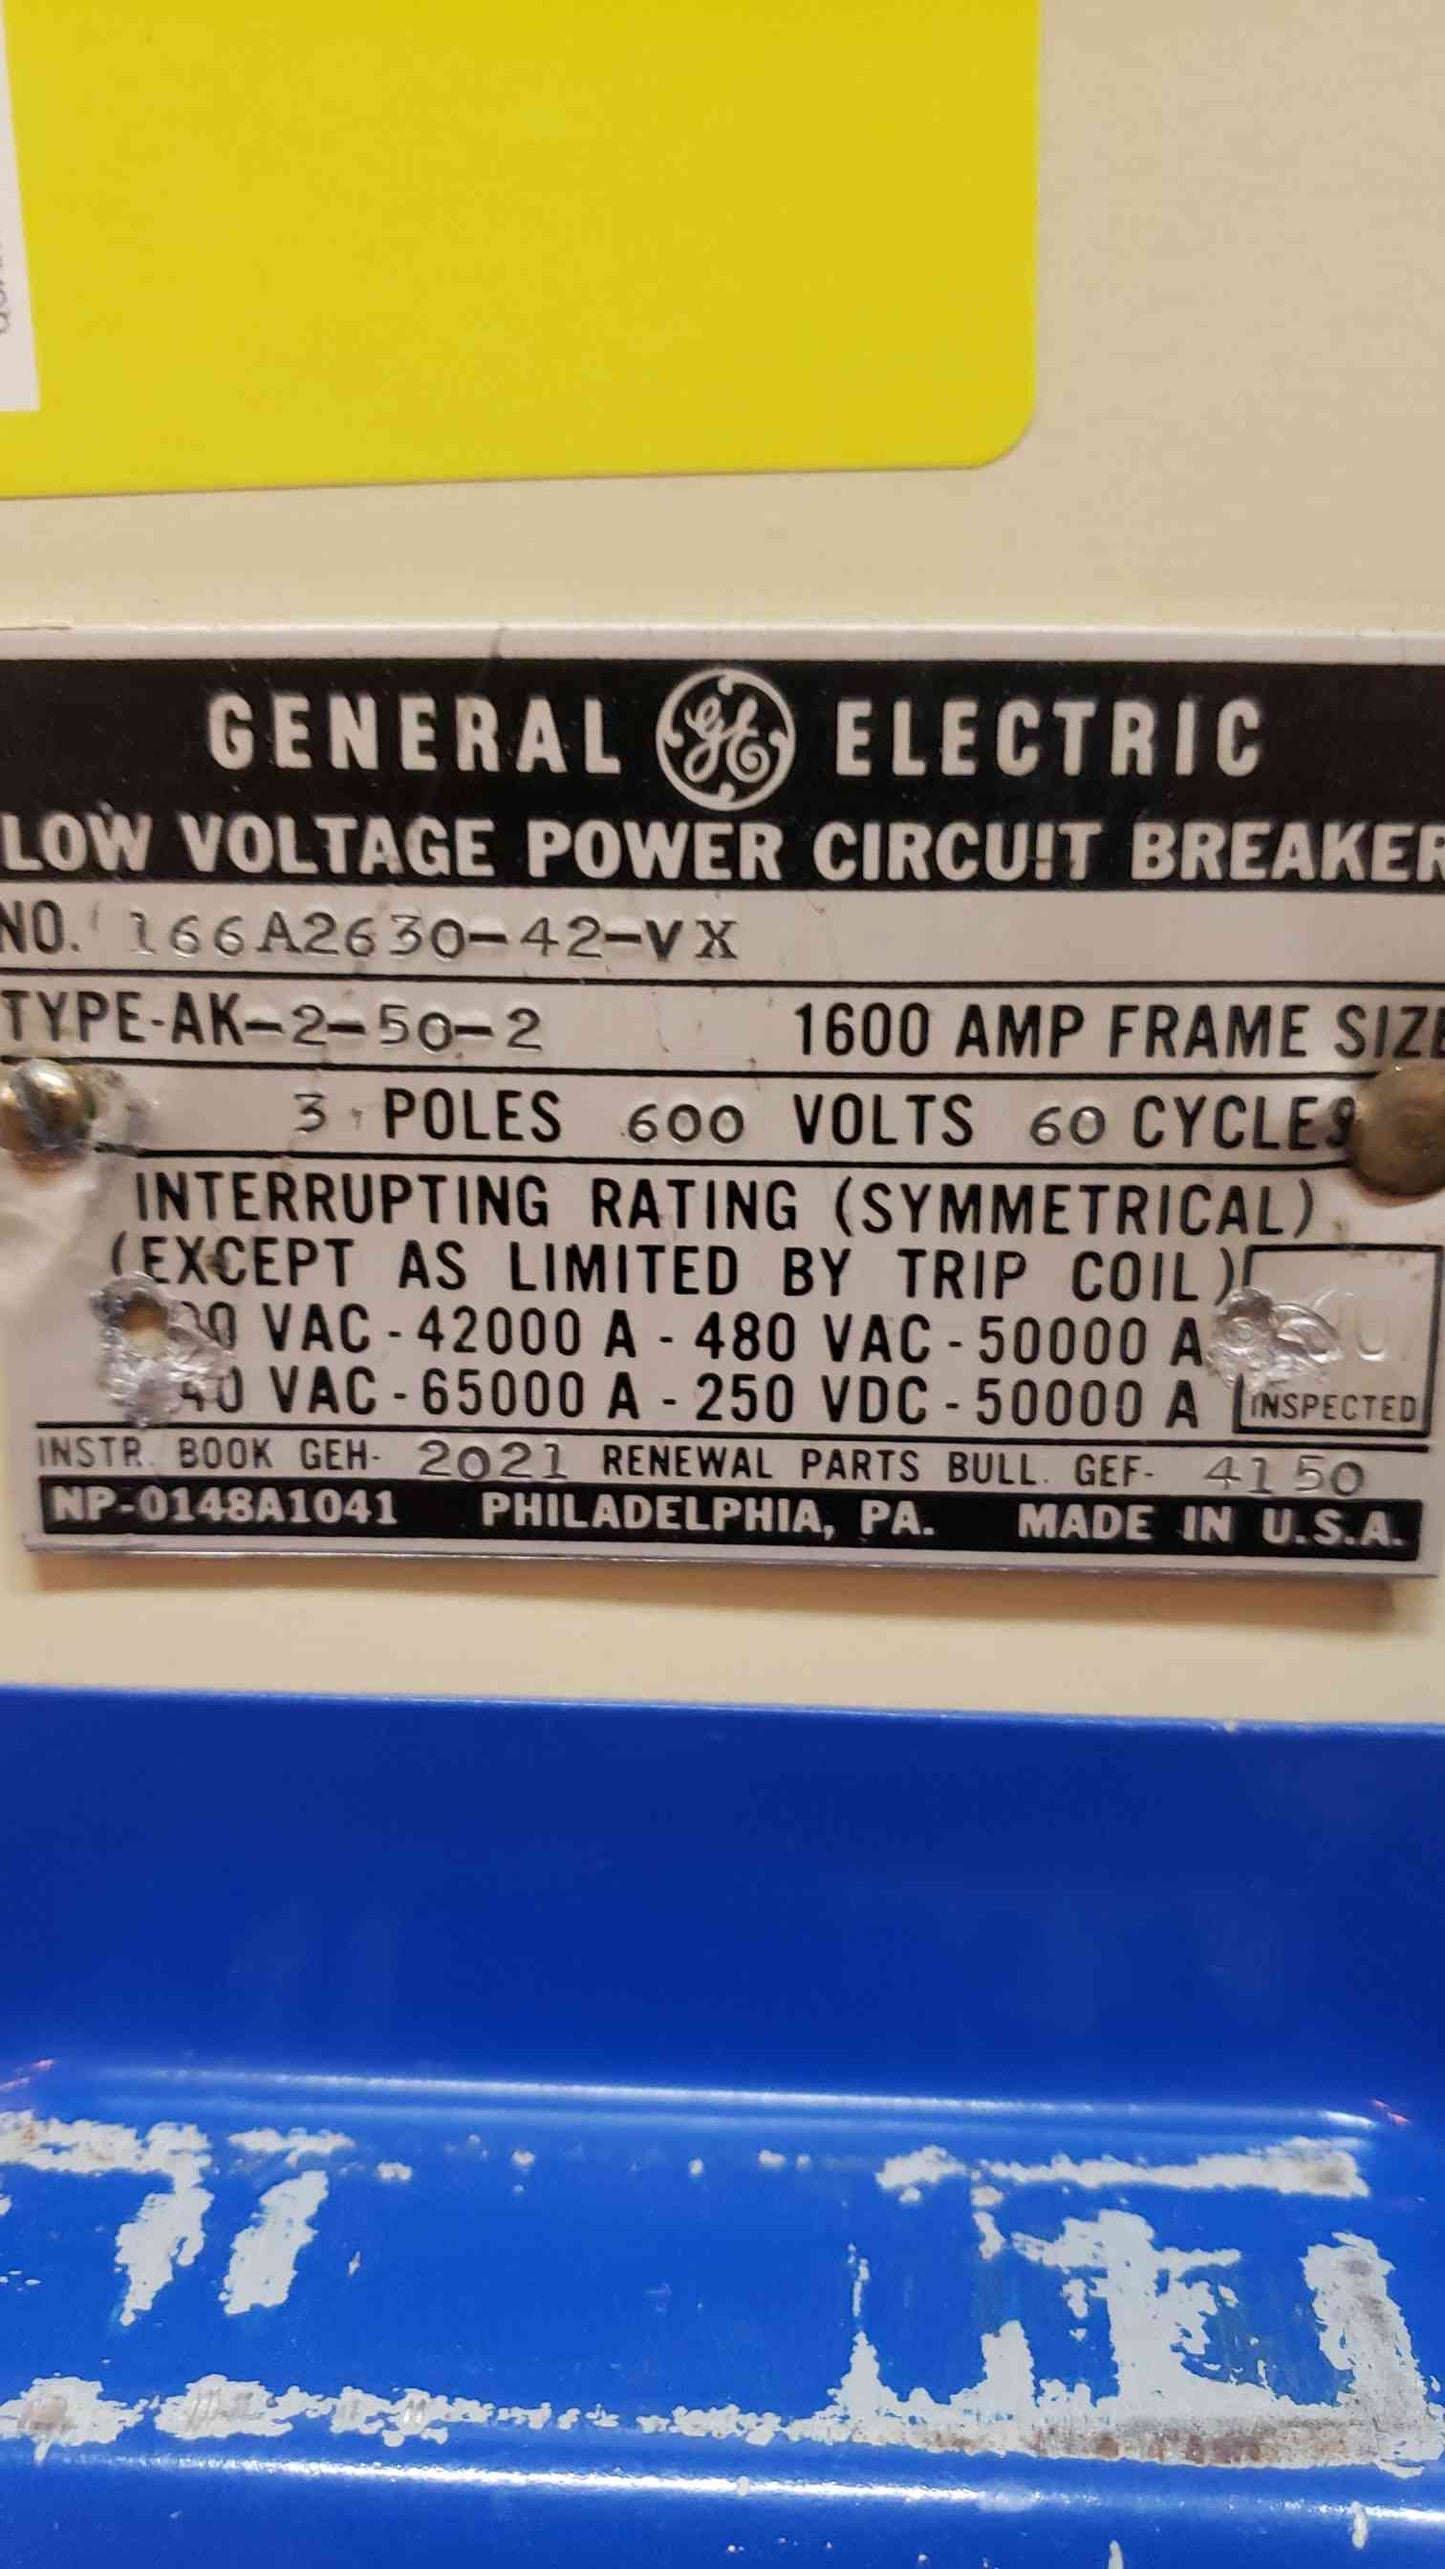 GENERAL GE ELECTRIC
LOW VOLTAGE POWER CIRCUIT BREAKER
NO. 166A2630-42-VX
TYPE-AK-2-50-2 1600 AMP FRAME SIZE
3 POLES 600 VOLTS 60 CYCLES
INTERRUPTING RATING (SYMMETRICAL)
(EXCEPT AS LIMITED BY TRIP COIL)
VAC-42000 A-480 VAC-50000 A
VAC-65000 A-250 VDC-50000 A
INSPECTED
INSTR. BOOK GEH- 2021 RENEWAL PARTS BULL. GEF- 4150
NP-0148A1041 PHILADELPHIA, PA. MADE IN U.S.A.